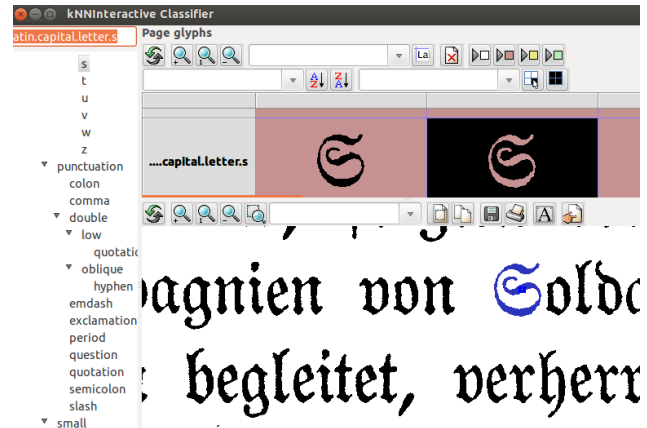 kNNInteractive Classifier
atin.capital.letter.s
Page glyphs
s
t
u
v
w
z
punctuation
colon
comma
double
low
quotatic
oblique
hyphen
emdash
exclamation
period
question
quotation
semicolon
slash
small
La
A
Z
Z
A
....capital.letter.s
S
S
A
pagnien von Solda
begleitet, verherr